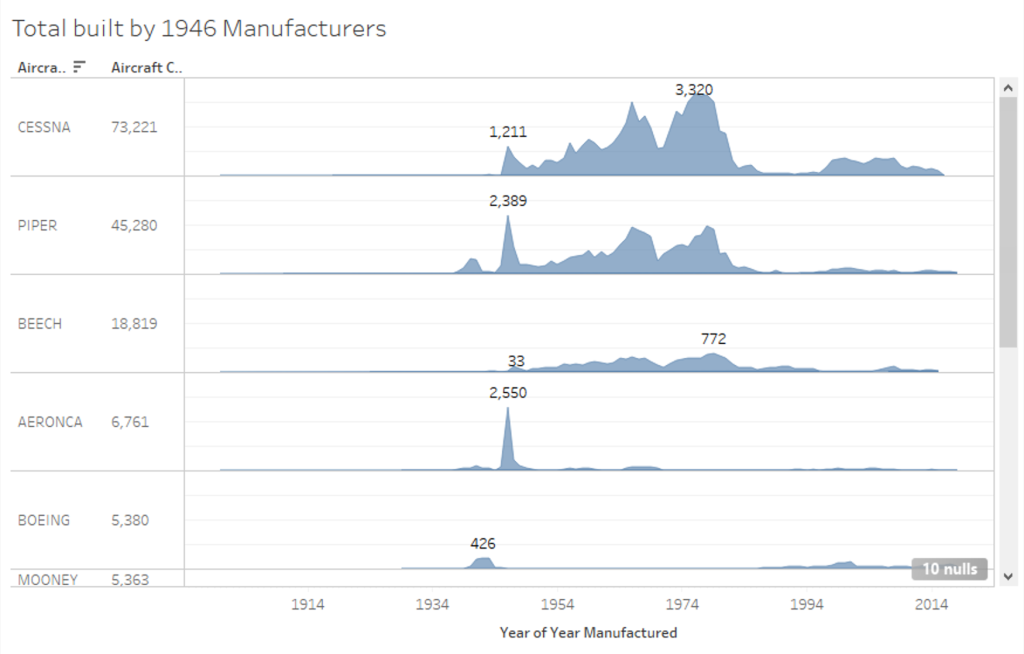 Total built by 1946 Manufacturers
Aircra.. Aircraft C..
CESSNA 73,221 1,211 3,320
PIPER 45,280 2,389
BEECH 18,819 33 772
AERONCA 6,761 2,550
BOEING 5,380 426
10 nulls
MOONEY 5,363
1914 1934 1954 1974 1994 2014
Year of Year Manufactured